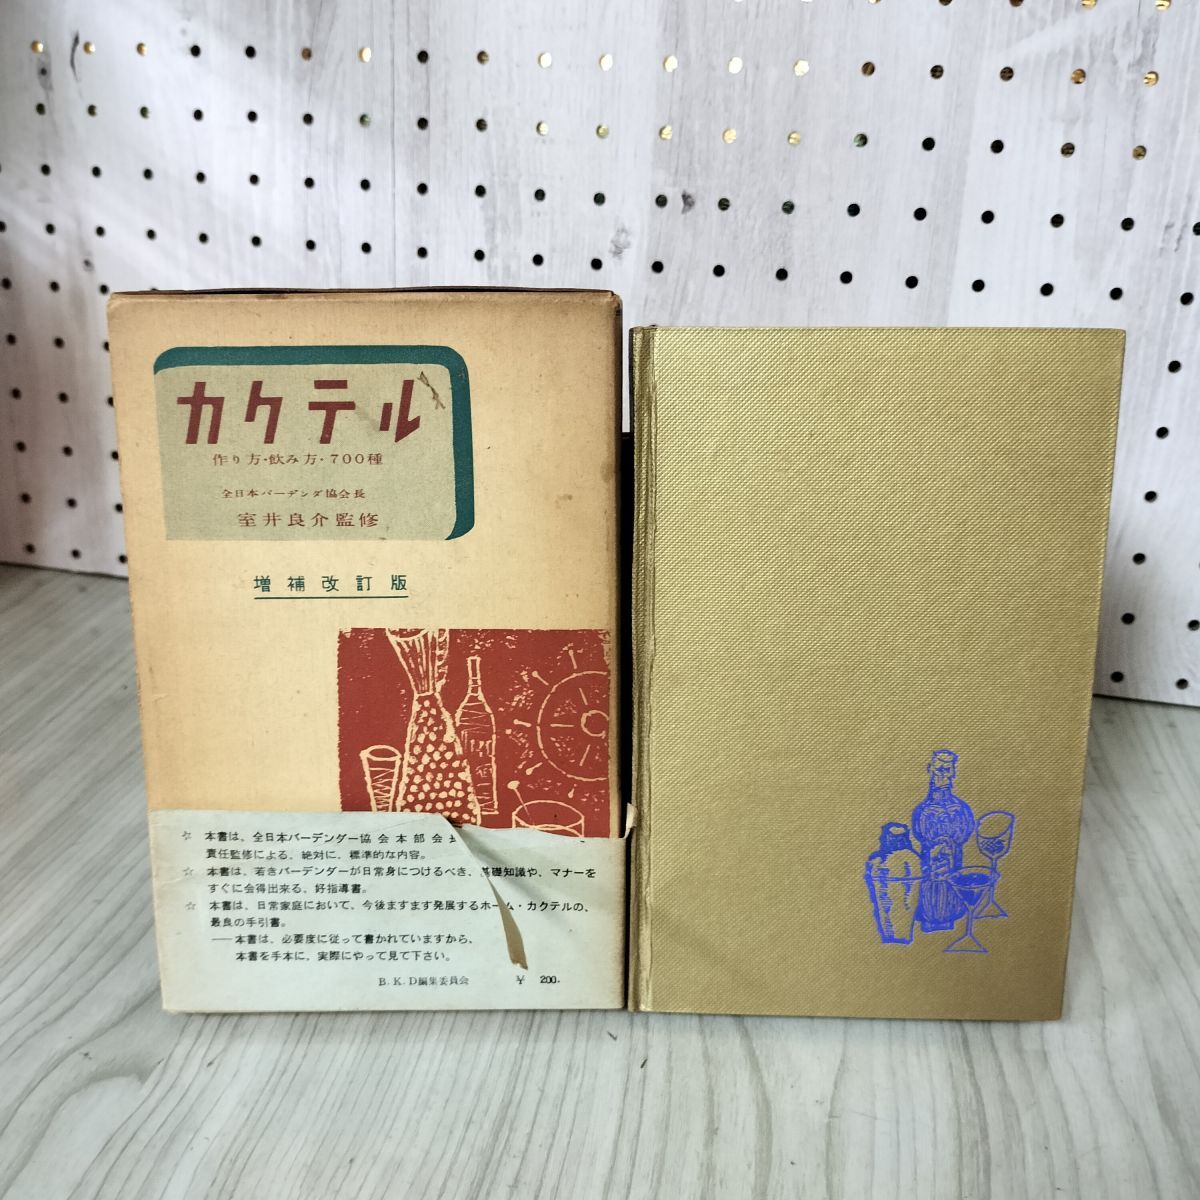 カクテル
作り方・飲み方・700種
全日本バーデンダ協会長
室井良介監修
増補改訂版
☆ 本書は、全日本バーデンダー協会本部会長
責任監修による、絶対に、標準的な内容。
☆ 本書は、若きバーデンダーが日常身につけるべき、基礎知識や、マナーを
すぐに会得出来る、好指導書。
☆ 本書は、日常家庭において、今後ますます発展するホーム・カクテルの、
最良の手引書。
――本書は、必要度に従って書かれていますから、
本書を手本に、実際にやって見て下さい。
B.K.D編集委員会 ¥ 200.